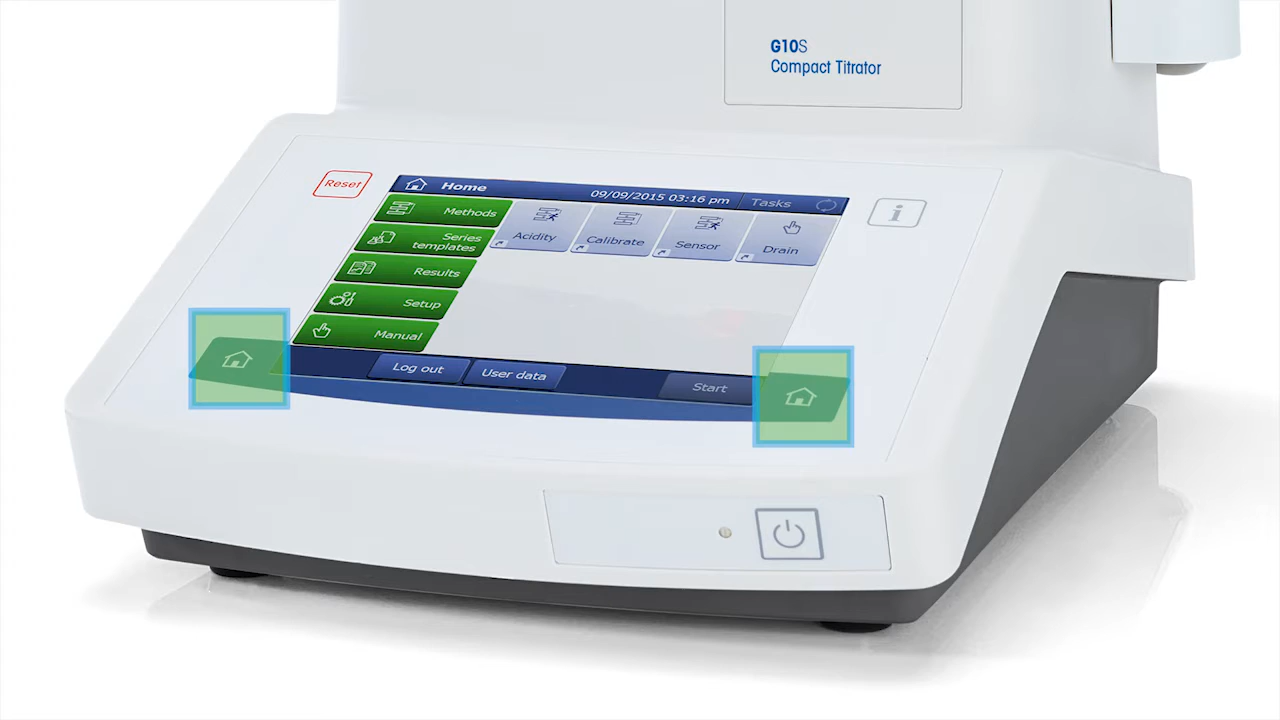 G10S
Compact Titrator
Reset
Home
09/09/2015 03:16 pm
Tasks
i
Methods
Acidity
Calibrate
Sensor
Drain
Series
templates
Results
Setup
Manual
Log out
User data
Start